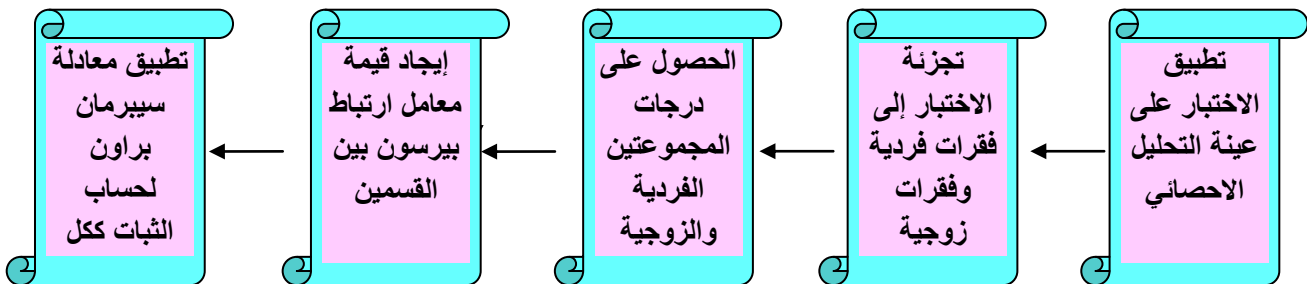 تطبيق
الاختبار على
عينة التحليل
الاحصائي
تجزئة
الاختبار إلى
فقرات فردية
وفقرات
زوجية
الحصول على
درجات
المجموعتين
الفردية
والزوجية
إيجاد قيمة
معامل ارتباط
بيرسون بين
القسمين
تطبيق معادلة
سيبرمان
براون
لحساب
الثبات ككل